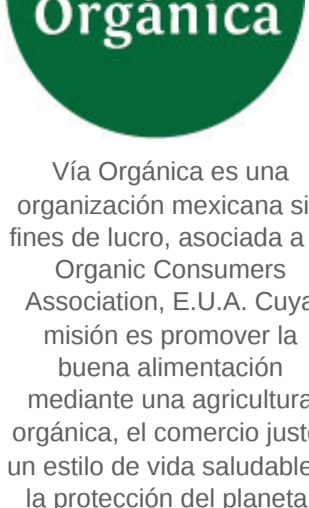 Orgánica
Vía Orgánica es una
organización mexicana si
fines de lucro, asociada a
Organic Consumers
Association, E.U.A. Cuya
misión es promover la
buena alimentación
mediante una agricultura
orgánica, el comercio just
un estilo de vida saludable
la protección del planeta